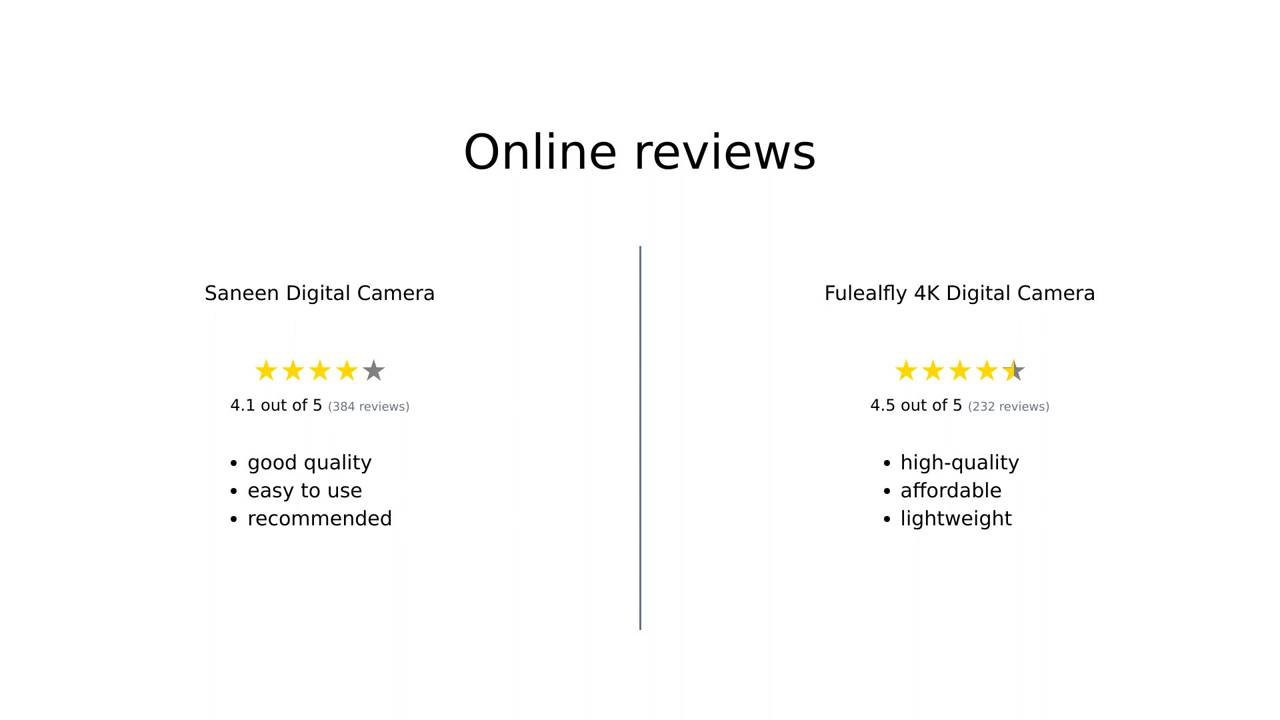 Online reviews
Saneen Digital Camera
4.1 out of 5 (384 reviews)
• good quality
• easy to use
• recommended
Fulealfly 4K Digital Camera
4.5 out of 5 (232 reviews)
• high-quality
• affordable
• lightweight